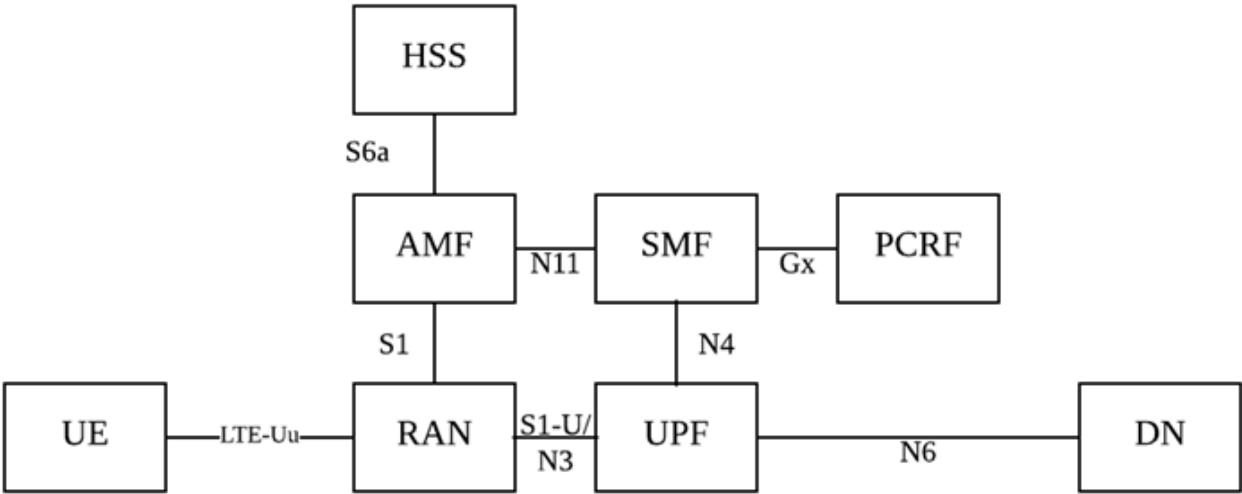 HSS
S6a
AMF
N11
SMF
Gx
PCRF
S1
N4
UE
LTE-Uu
RAN
S1-U/
N3
UPF
N6
DN